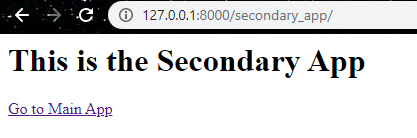 127.0.0.1:8000/secondary_app/
This is the Secondary App
Go to Main App